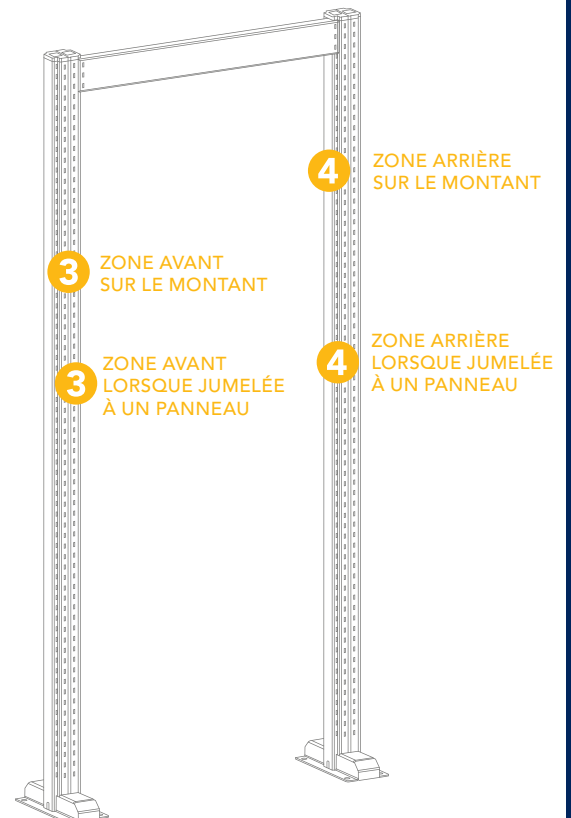 4
ZONE ARRIÈRE
SUR LE MONTANT
3
ZONE AVANT
SUR LE MONTANT
4
ZONE ARRIÈRE
LORSQUE JUMELÉE
À UN PANNEAU
3
ZONE AVANT
LORSQUE JUMELÉE
À UN PANNEAU